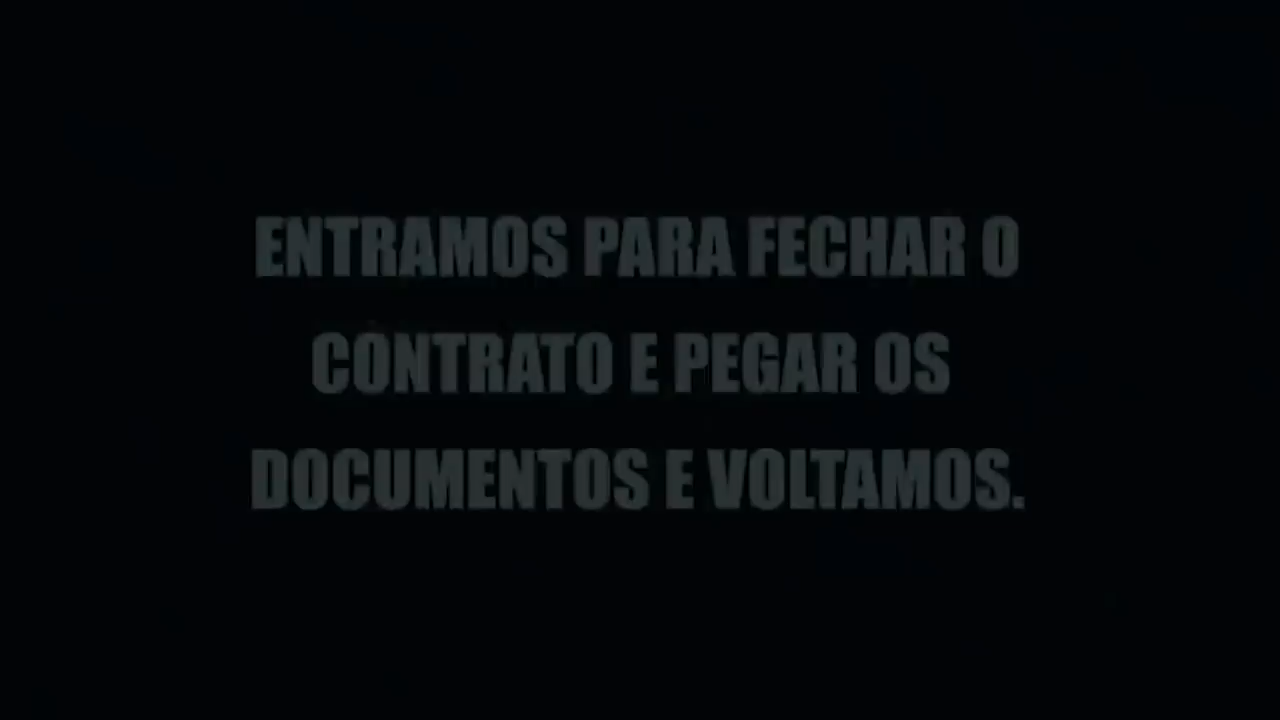 ENTRAMOS PARA FECHAR O
CONTRATO E PEGAR OS
DOCUMENTOS E VOLTAMOS.